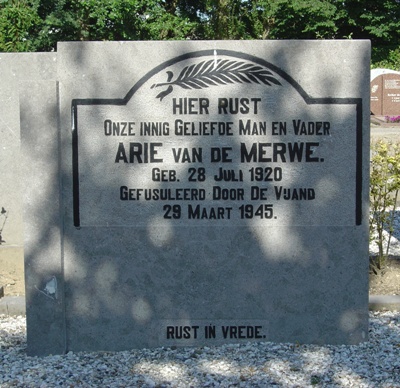 HIER RUST
ONZE INNIG GELIEFDE MAN EN VADER
ARIE VAN DE MERWE.
GEB. 28 JULI 1920
GEFUSULEERD DOOR DE VIJAND
29 MAART 1945.
RUST IN VREDE.